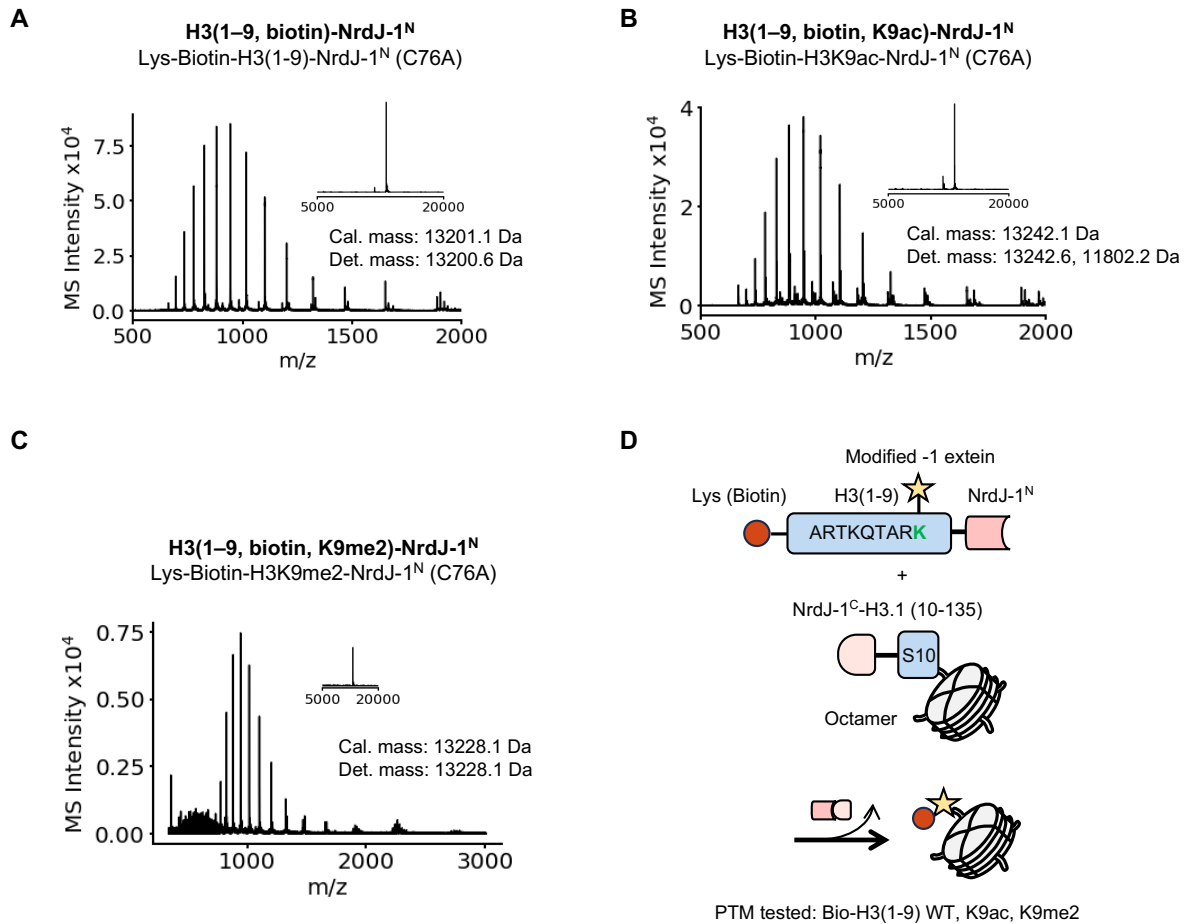 A
H3(1–9, biotin)-NrdJ-1ᴺ
Lys-Biotin-H3(1-9)-NrdJ-1ᴺ (C76A)
MS Intensity x10⁴
7.5
5.0
2.5
0.0
500
1000
1500
2000
m/z
5000
20000
Cal. mass: 13201.1 Da
Det. mass: 13200.6 Da
B
H3(1–9, biotin, K9ac)-NrdJ-1ᴺ
Lys-Biotin-H3K9ac-NrdJ-1ᴺ (C76A)
MS Intensity x10⁴
4
2
0
500
1000
1500
2000
m/z
5000
20000
Cal. mass: 13242.1 Da
Det. mass: 13242.6, 11802.2 Da
C
H3(1–9, biotin, K9me2)-NrdJ-1ᴺ
Lys-Biotin-H3K9me2-NrdJ-1ᴺ (C76A)
MS Intensity x10⁴
0.75
0.50
0.25
0.00
1000
2000
3000
m/z
5000
20000
Cal. mass: 13228.1 Da
Det. mass: 13228.1 Da
D
Modified -1 extein
Lys (Biotin)
H3(1-9)
NrdJ-1ᴺ
ARTKQTARK
+
NrdJ-1ᶜ-H3.1 (10-135)
S10
Octamer
PTM tested: Bio-H3(1-9) WT, K9ac, K9me2